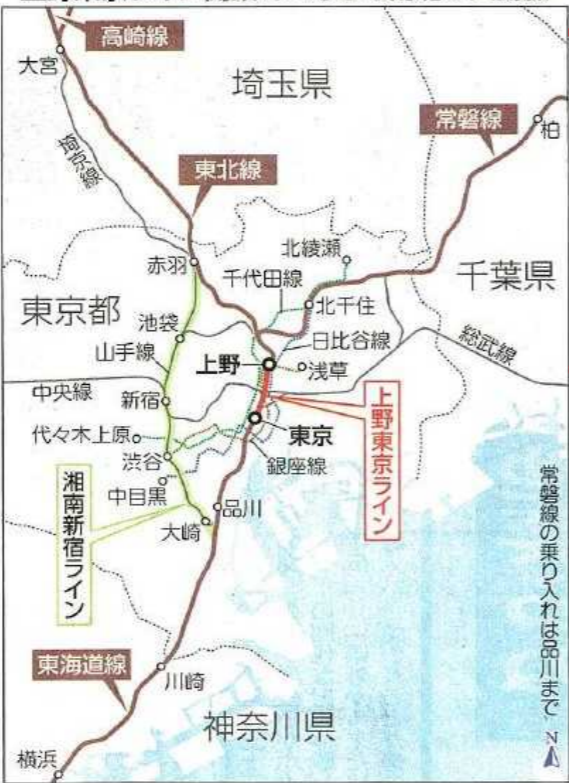 高崎線
大宮
埼玉県
常磐線
柏
埼京線
東北線
北綾瀬
赤羽
千代田線
北千住
千葉県
東京都
池袋
日比谷線
総武線
山手線
上野
浅草
中央線
新宿
上野東京ライン
代々木上原
東京
渋谷
銀座線
中目黒
品川
湘南新宿ライン
大崎
常磐線の乗り入れは品川まで
東海道線
川崎
神奈川県
N
横浜